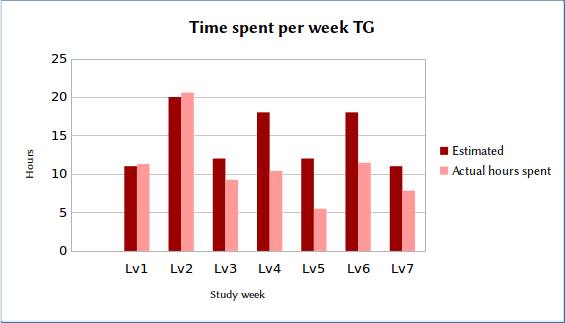 Time spent per week TG
25
20
15
10
5
0
Hours
Lv1 Lv2 Lv3 Lv4 Lv5 Lv6 Lv7
Study week
Estimated
Actual hours spent